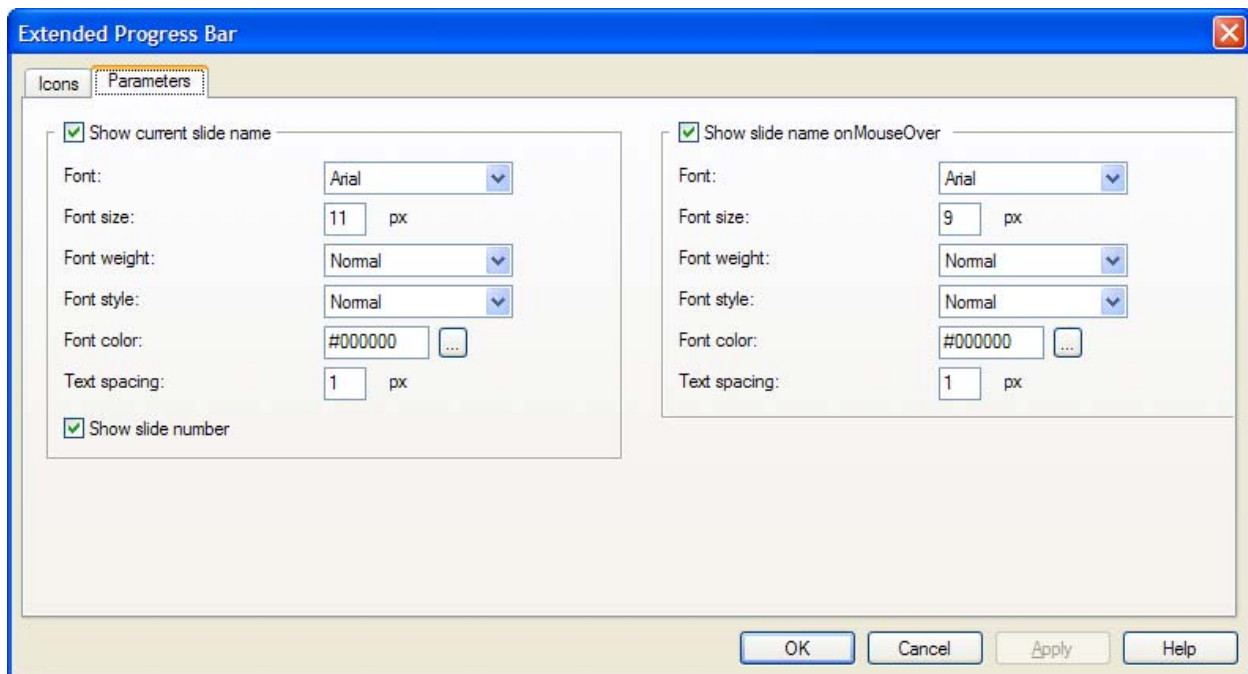 Extended Progress Bar
Icons
Parameters
Show current slide name
Font:
Arial
Font size:
11 px
Font weight:
Normal
Font style:
Normal
Font color:
#000000 ...
Text spacing:
1 px
Show slide number
Show slide name onMouseOver
Font:
Arial
Font size:
9 px
Font weight:
Normal
Font style:
Normal
Font color:
#000000 ...
Text spacing:
1 px
OK
Cancel
Apply
Help